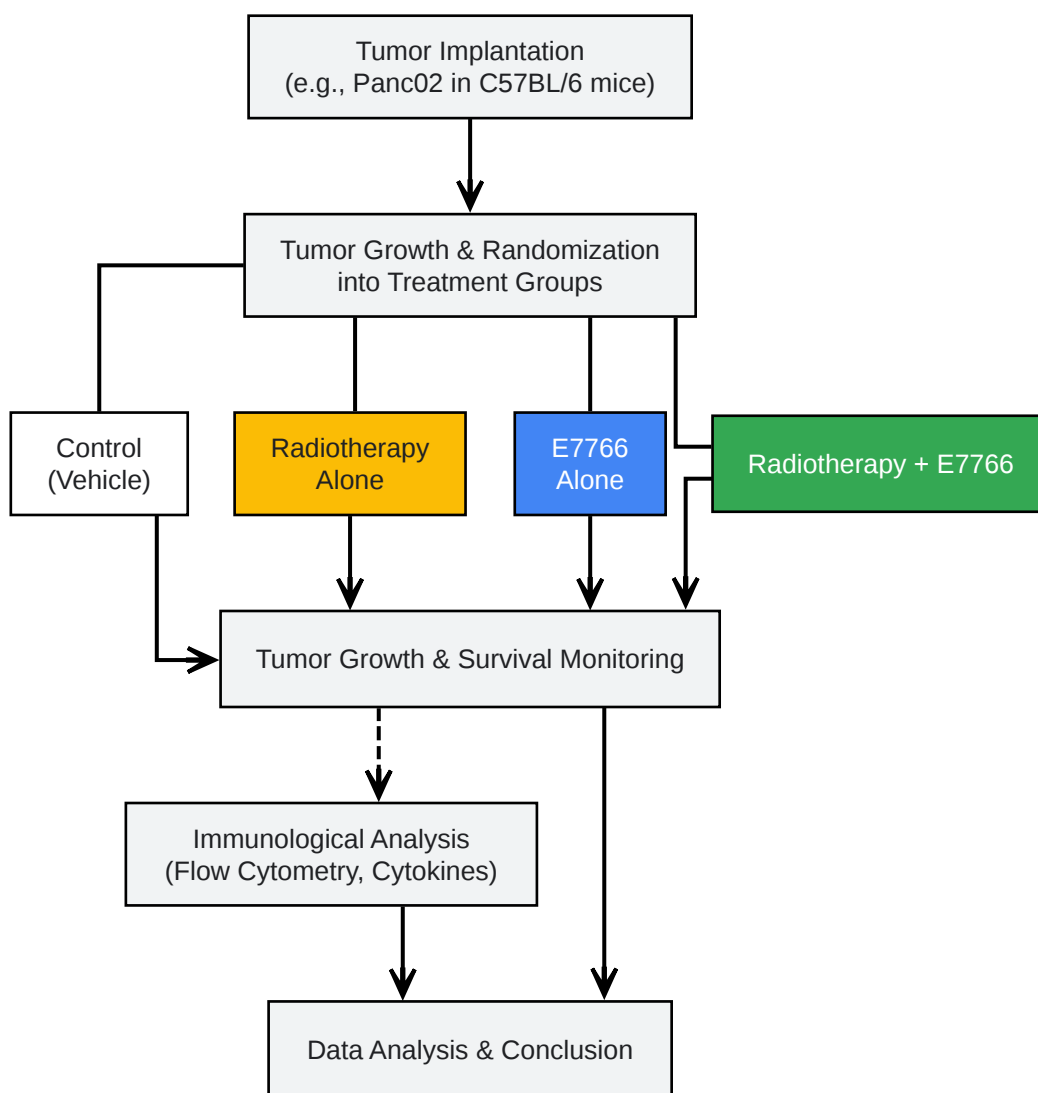 Tumor Implantation
(e.g., Panc02 in C57BL/6 mice)
Tumor Growth & Randomization
into Treatment Groups
Control
(Vehicle)
Radiotherapy
Alone
E7766
Alone
Radiotherapy + E7766
Tumor Growth & Survival Monitoring
Immunological Analysis
(Flow Cytometry, Cytokines)
Data Analysis & Conclusion